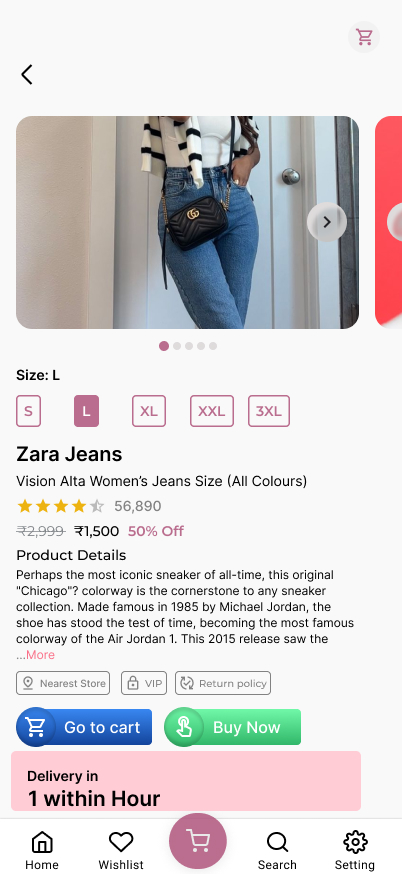 Size: L
S L XL XXL 3XL
Zara Jeans
Vision Alta Women’s Jeans Size (All Colours)
56,890
₹2,999 ₹1,500 50% Off
Product Details
Perhaps the most iconic sneaker of all-time, this original
"Chicago"? colorway is the cornerstone to any sneaker
collection. Made famous in 1985 by Michael Jordan, the
shoe has stood the test of time, becoming the most famous
colorway of the Air Jordan 1. This 2015 release saw the
...More
Nearest Store VIP Return policy
Go to cart Buy Now
Delivery in
1 within Hour
Home Wishlist Search Setting